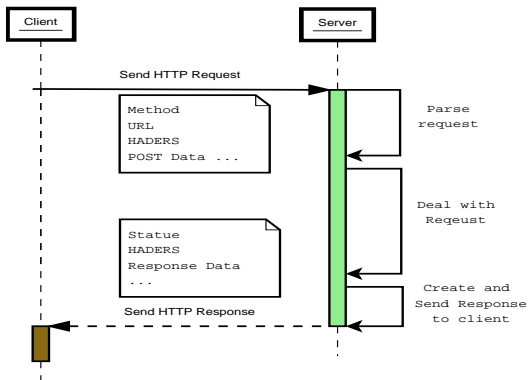 Client
Server
Send HTTP Request
Method
URL
HADERS
POST Data ...
Parse
request
Deal with
Reqeust
Statue
HADERS
Response Data
...
Create and
Send Response
to client
Send HTTP Response